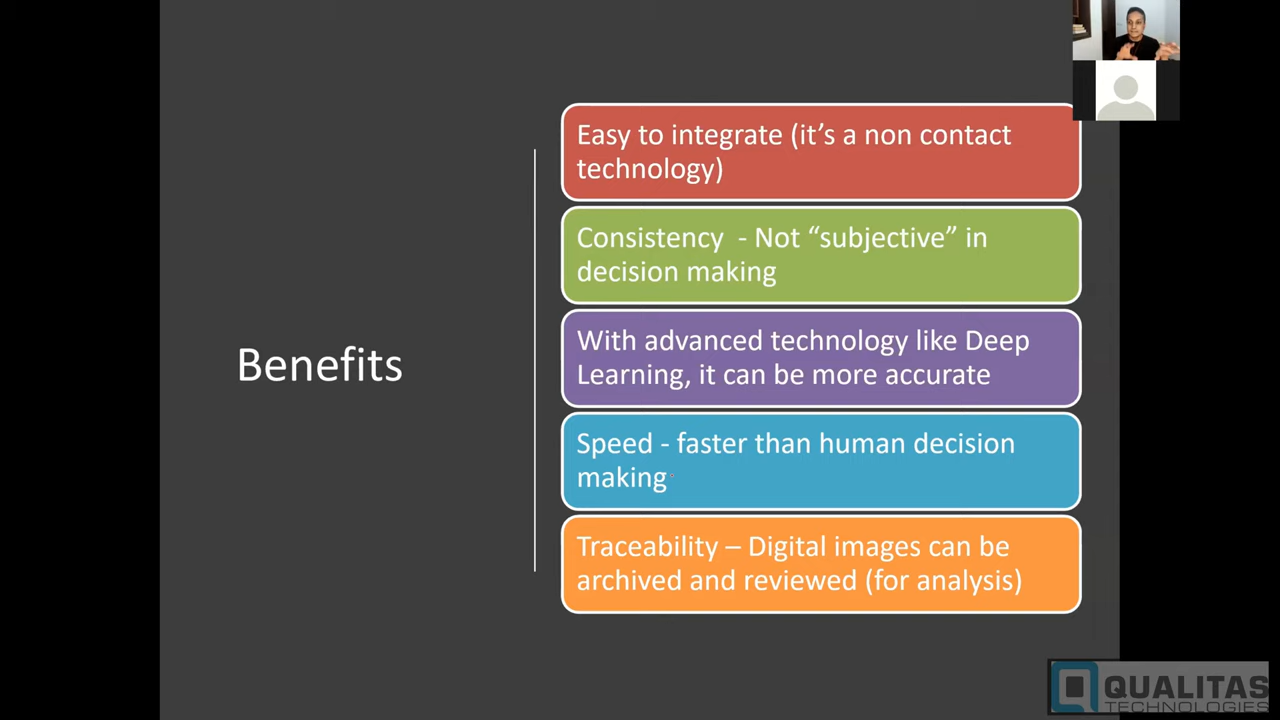 Benefits
Easy to integrate (it’s a non contact
technology)
Consistency  - Not “subjective” in
decision making
With advanced technology like Deep
Learning, it can be more accurate
Speed - faster than human decision
making
Traceability – Digital images can be
archived and reviewed (for analysis)
QUALITAS
TECHNOLOGIES